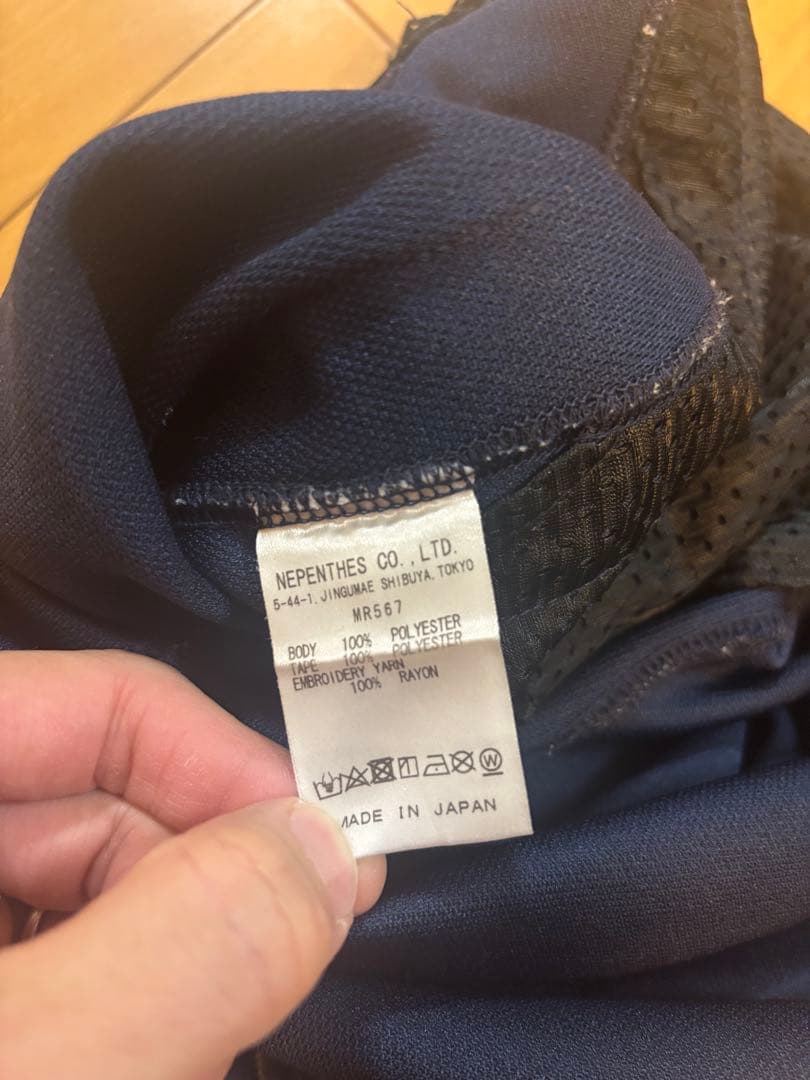 NEPENTHES CO.,LTD.
5-44-1, JINGUMAE SHIBUYA, TOKYO
MR567
BODY 100% POLYESTER
TAPE 100% POLYESTER
EMBROIDERY YARN
100% RAYON
W
MADE IN JAPAN